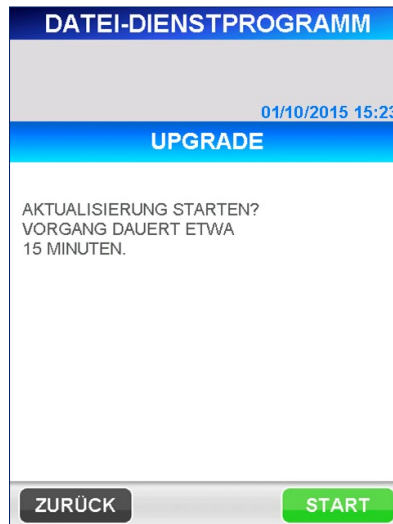 DATEI-DIENSTPROGRAMM
01/10/2015 15:23
UPGRADE
AKTUALISIERUNG STARTEN?
VORGANG DAUERT ETWA
15 MINUTEN.
ZURÜCK
START